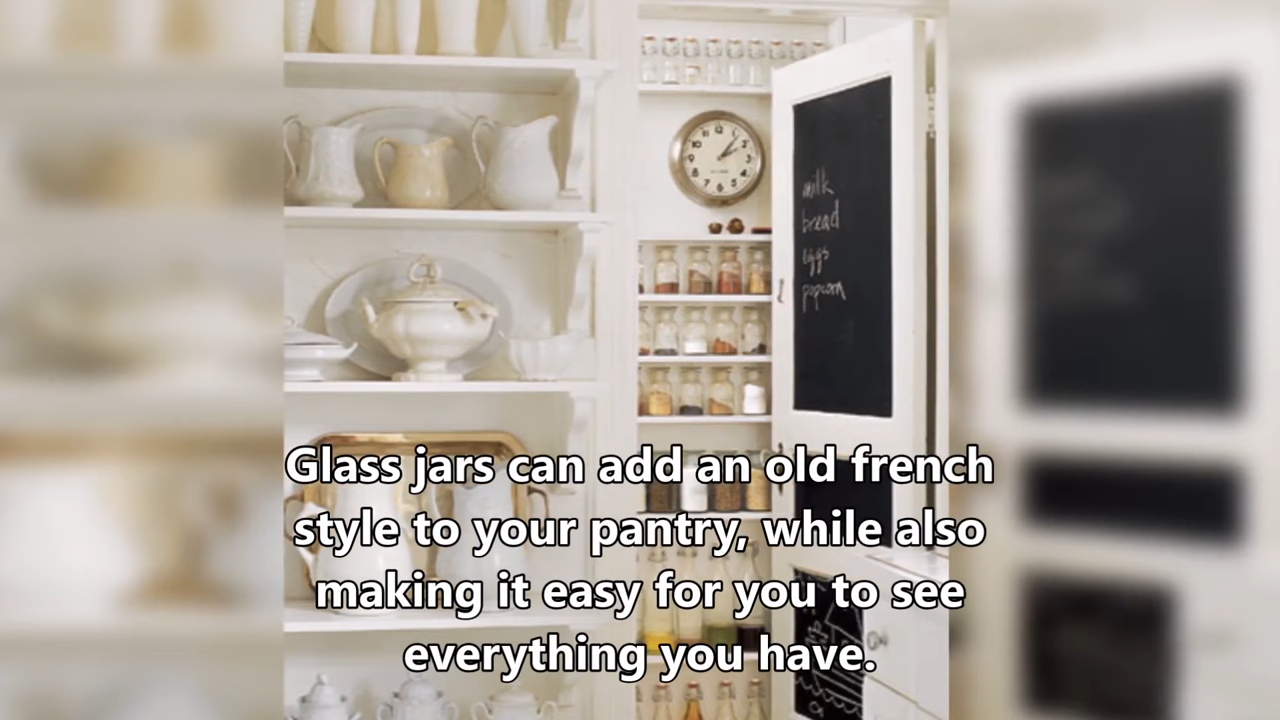 milk
bread
eggs
popcorn
Glass jars can add an old french
style to your pantry, while also
making it easy for you to see
everything you have.